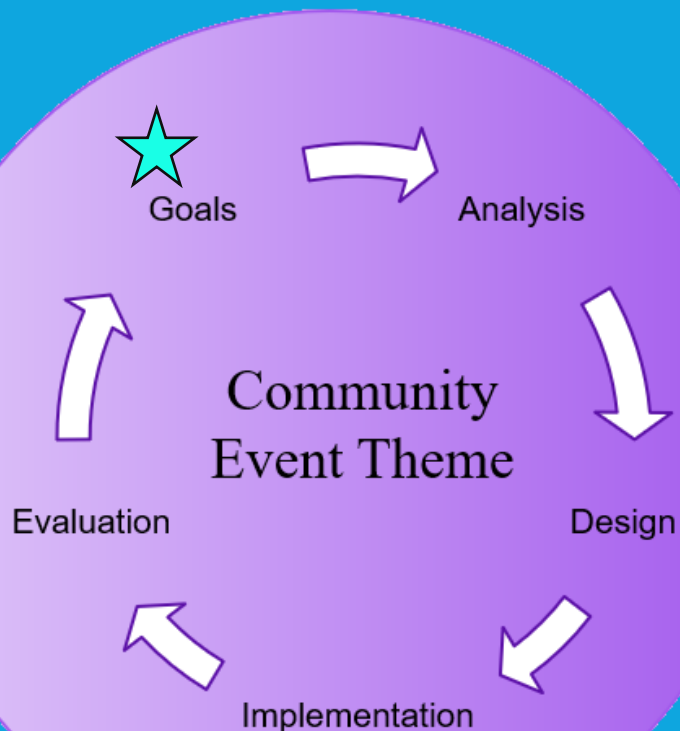 Goals
Analysis
Community
Event Theme
Evaluation
Design
Implementation